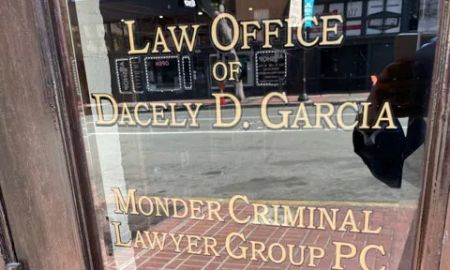 LAW OFFICE
OF
DACELY D. GARCIA
MONDER CRIMINAL
LAWYER GROUP PC